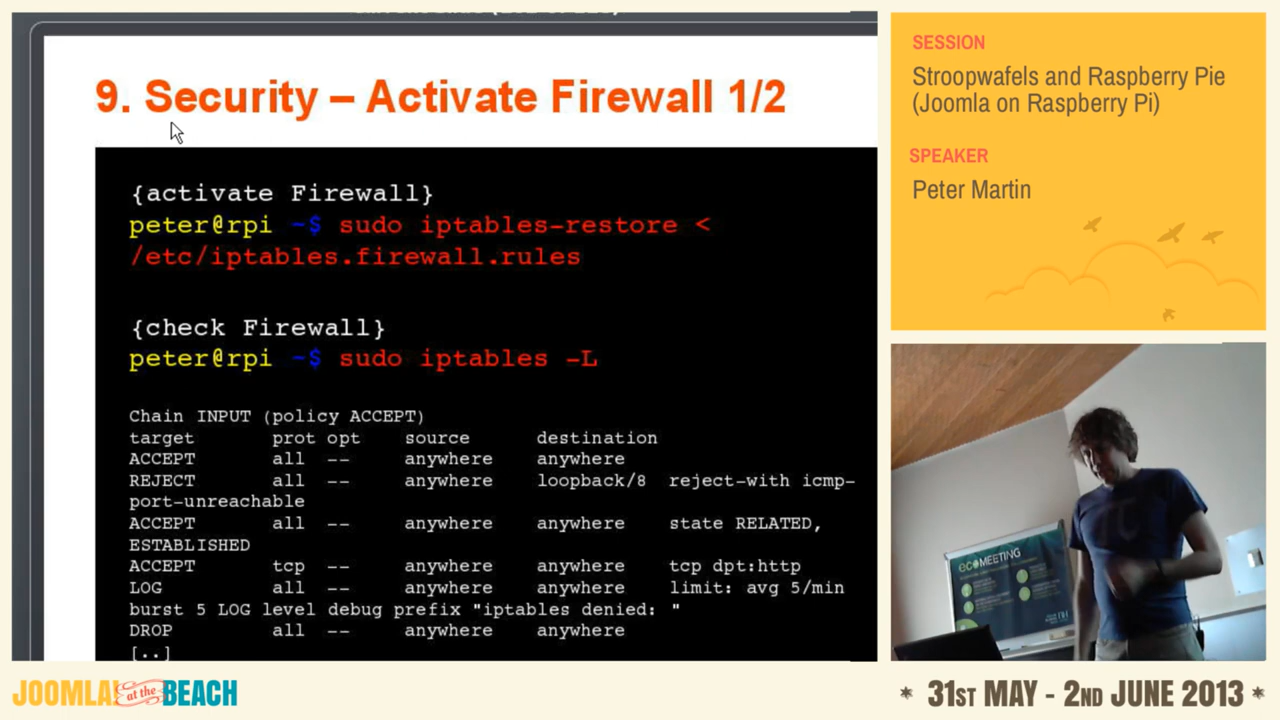 9. Security – Activate Firewall 1/2
{activate Firewall}
peter@rpi ~$ sudo iptables-restore <
/etc/iptables.firewall.rules
{check Firewall}
peter@rpi ~$ sudo iptables -L
Chain INPUT (policy ACCEPT)
target prot opt source destination
ACCEPT all -- anywhere anywhere
REJECT all -- anywhere loopback/8 reject-with icmp-
port-unreachable
ACCEPT all -- anywhere anywhere state RELATED,
ESTABLISHED
ACCEPT tcp -- anywhere anywhere tcp dpt:http
LOG all -- anywhere anywhere limit: avg 5/min
burst 5 LOG level debug prefix "iptables denied: "
DROP all -- anywhere anywhere
[..]
SESSION
Stroopwafels and Raspberry Pie
(Joomla on Raspberry Pi)
SPEAKER
Peter Martin
ecoMEETING
JOOMLA! at the BEACH
* 31ST MAY - 2ND JUNE 2013 *